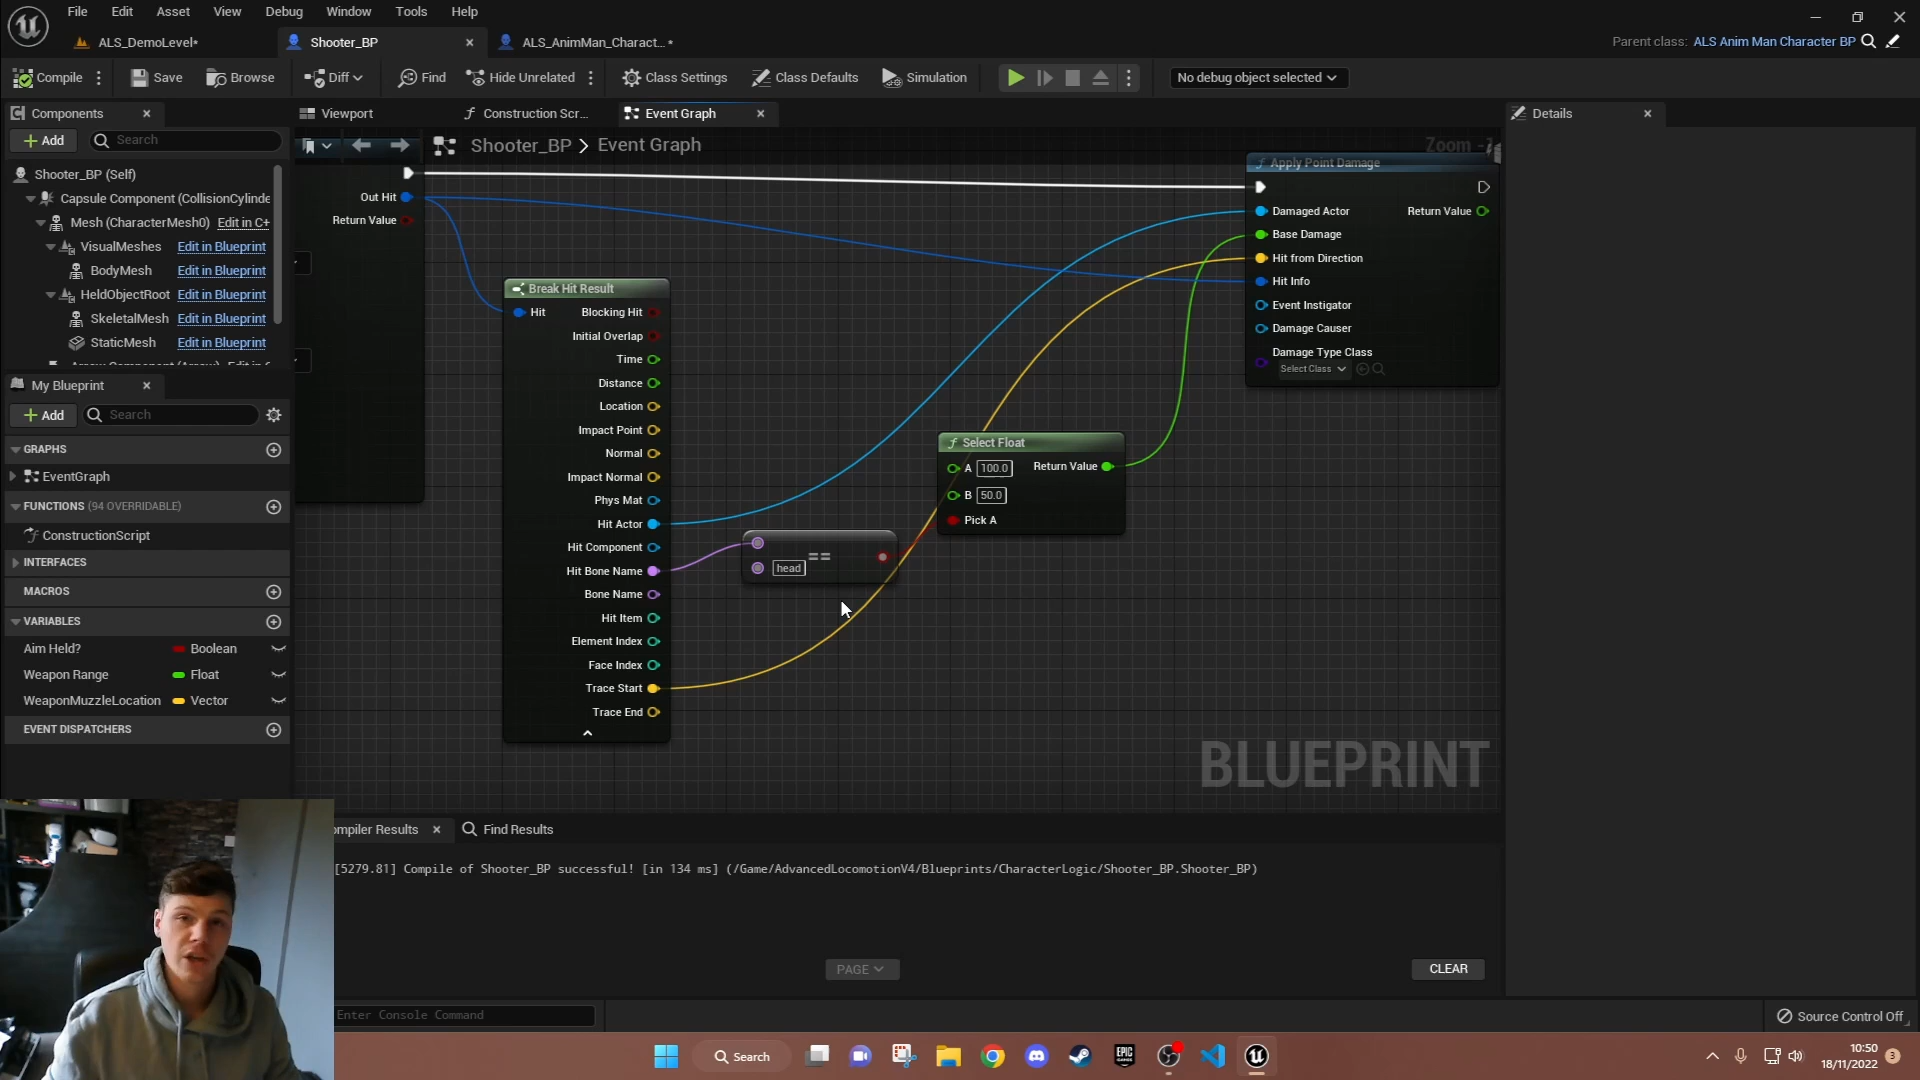 File Edit Asset View Debug Window Tools Help
ALS_DemoLevel* Shooter_BP ALS_AnimMan_Charact... *
Parent class: ALS Anim Man Character BP
Compile Save Browse Diff Find Hide Unrelated Class Settings Class Defaults Simulation No debug object selected
Components Viewport Construction Scr... Event Graph Details
Add Search
Shooter_BP > Event Graph
Shooter_BP (Self)
Capsule Component (CollisionCylinde
Mesh (CharacterMesh0) Edit in C+
VisualMeshes Edit in Blueprint
BodyMesh Edit in Blueprint
HeldObjectRoot Edit in Blueprint
SkeletalMesh Edit in Blueprint
StaticMesh Edit in Blueprint
My Blueprint
Add Search
GRAPHS
EventGraph
FUNCTIONS (94 OVERRIDABLE)
ConstructionScript
INTERFACES
MACROS
VARIABLES
Aim Held? Boolean
Weapon Range Float
WeaponMuzzleLocation Vector
EVENT DISPATCHERS
Out Hit
Return Value
Break Hit Result
Hit Blocking Hit
Initial Overlap
Time
Distance
Location
Impact Point
Normal
Impact Normal
Phys Mat
Hit Actor
Hit Component
Hit Bone Name
Bone Name
Hit Item
Element Index
Face Index
Trace Start
Trace End
==
head
Select Float
A 100.0 Return Value
B 50.0
Pick A
Zoom
Apply Point Damage
Damaged Actor Return Value
Base Damage
Hit from Direction
Hit Info
Event Instigator
Damage Causer
Damage Type Class
Select Class
BLUEPRINT
ompiler Results Find Results
[5279.81] Compile of Shooter_BP successful! [in 134 ms] (/Game/AdvancedLocomotionV4/Blueprints/CharacterLogic/Shooter_BP.Shooter_BP)
PAGE CLEAR
Enter Console Command
Source Control Off
Search
EPIC
GAMES
10:50
18/11/2022
3